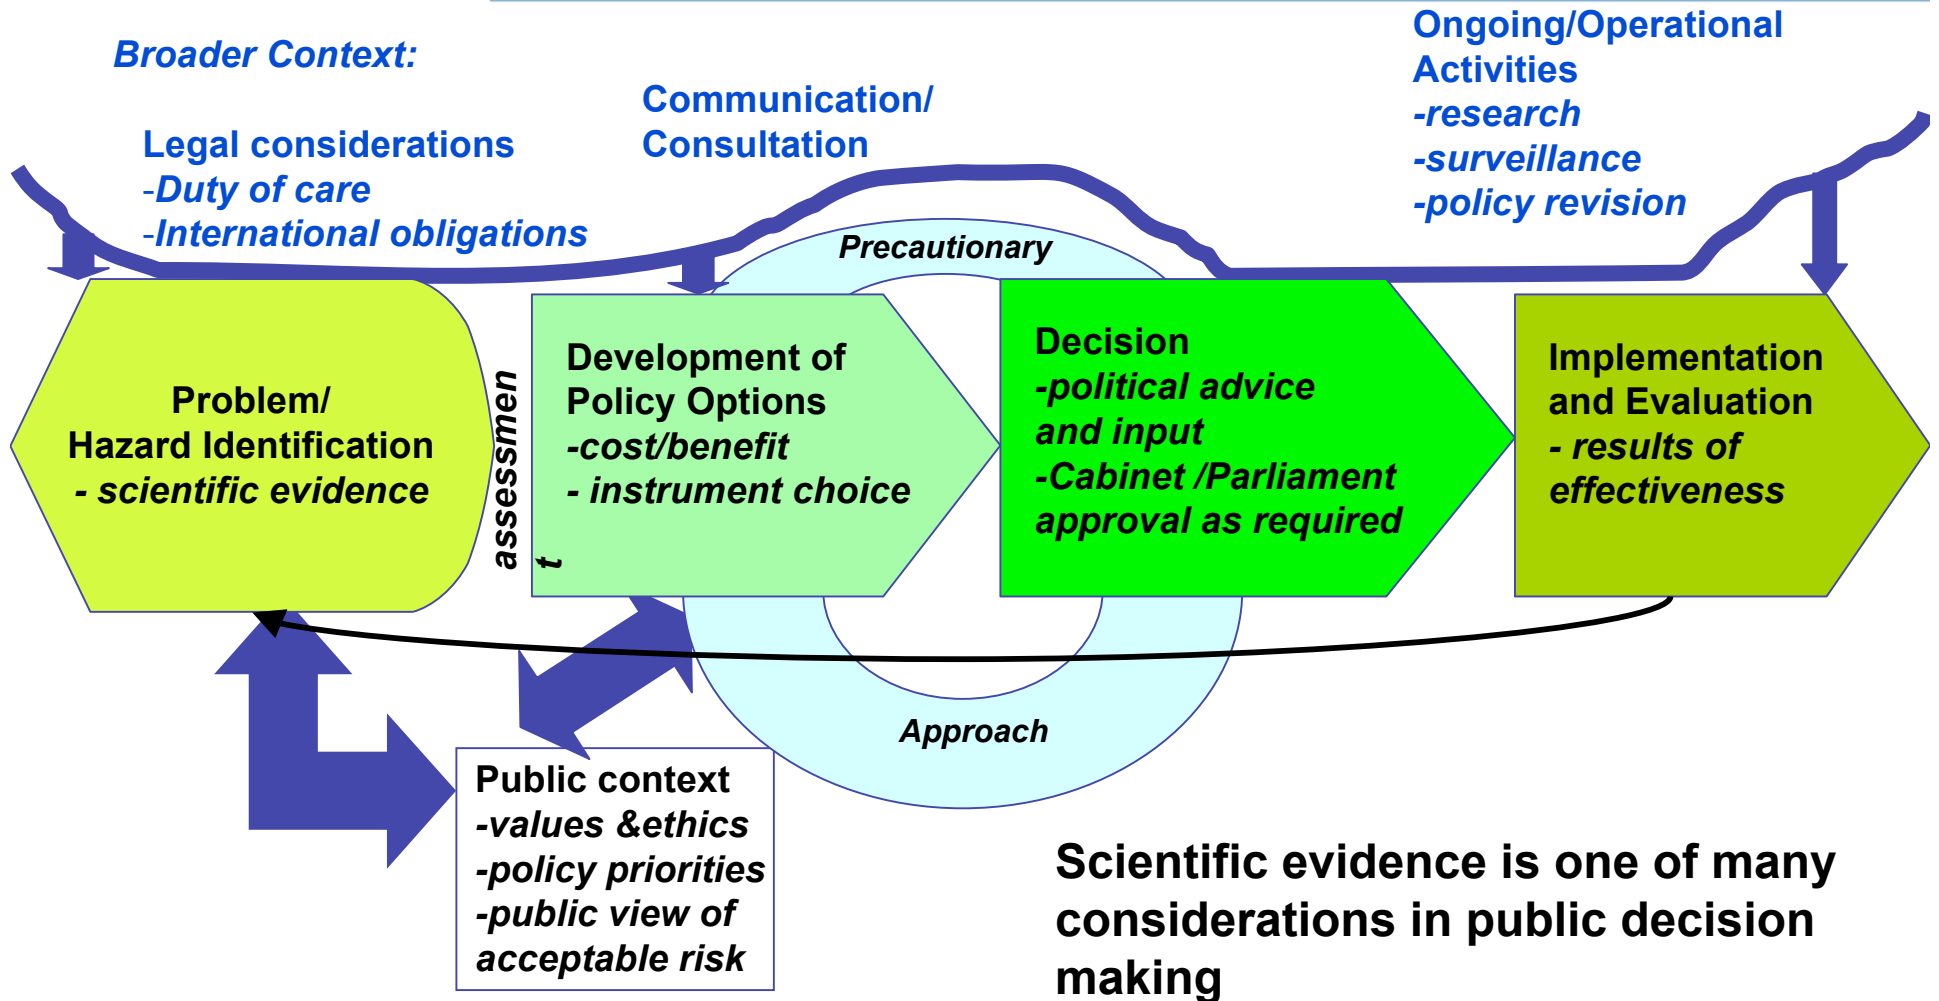 Broader Context:
Legal considerations
-Duty of care
-International obligations
Communication/
Consultation
Ongoing/Operational
Activities
-research
-surveillance
-policy revision
Precautionary
Problem/
Hazard Identification
- scientific evidence
assessmen
t
Development of
Policy Options
-cost/benefit
- instrument choice
Decision
-political advice
and input
-Cabinet /Parliament
approval as required
Implementation
and Evaluation
- results of
effectiveness
Approach
Public context
-values &ethics
-policy priorities
-public view of
acceptable risk
Scientific evidence is one of many
considerations in public decision
making